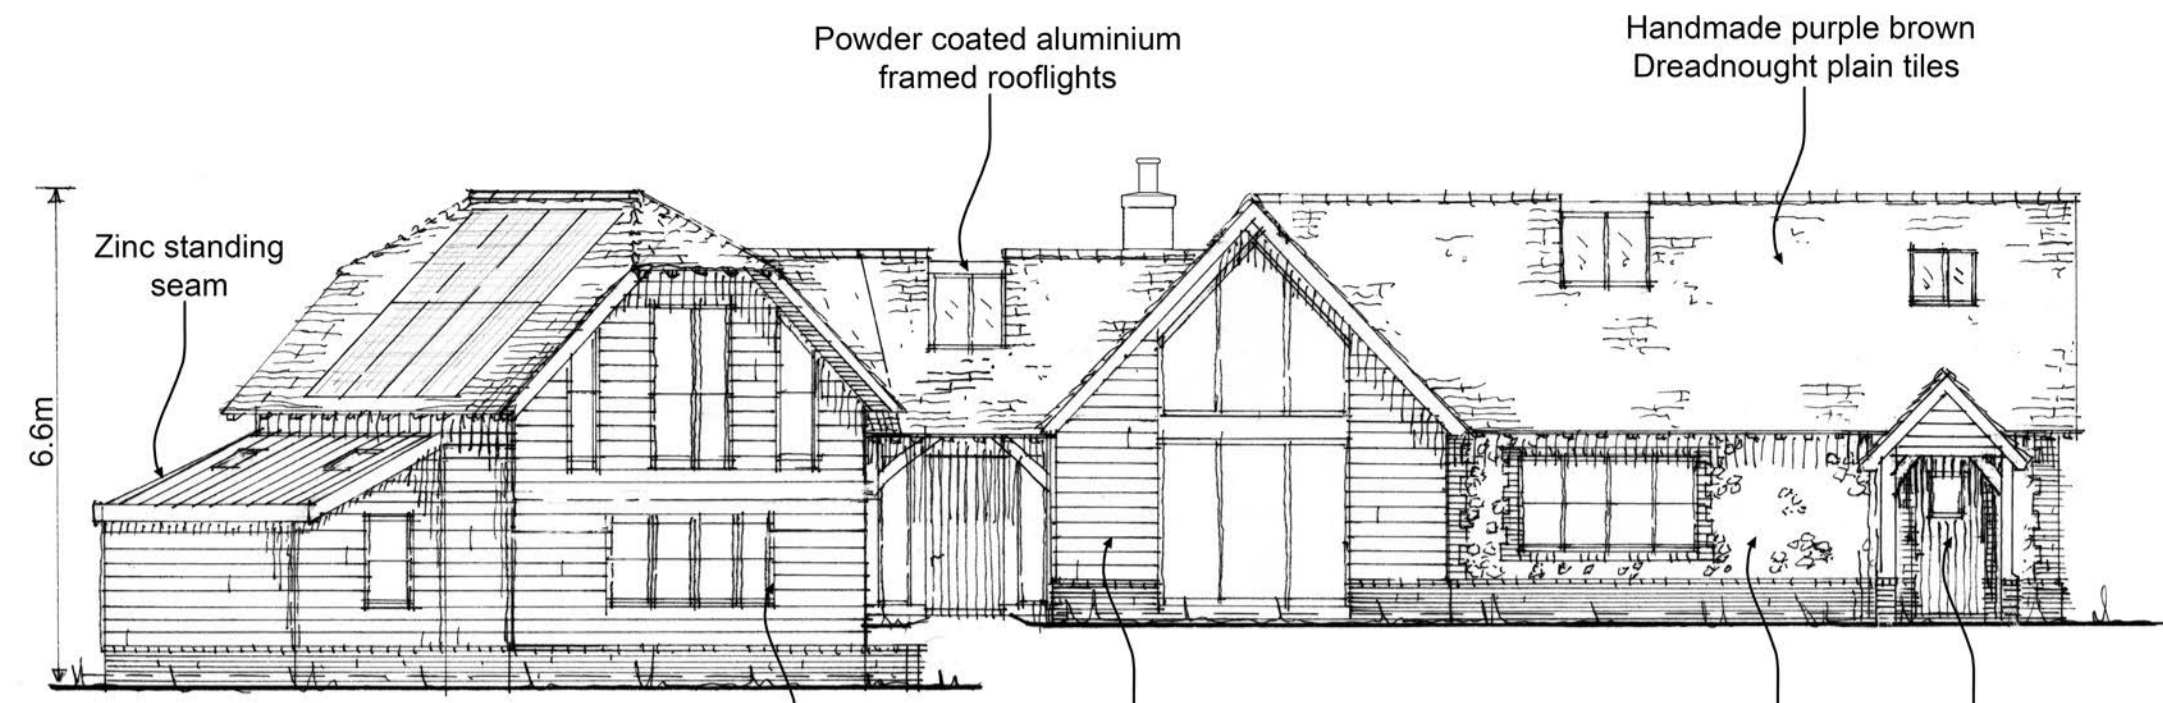 Powder coated aluminium
framed rooflights
Handmade purple brown
Dreadnought plain tiles
Zinc standing
seam
6.6m